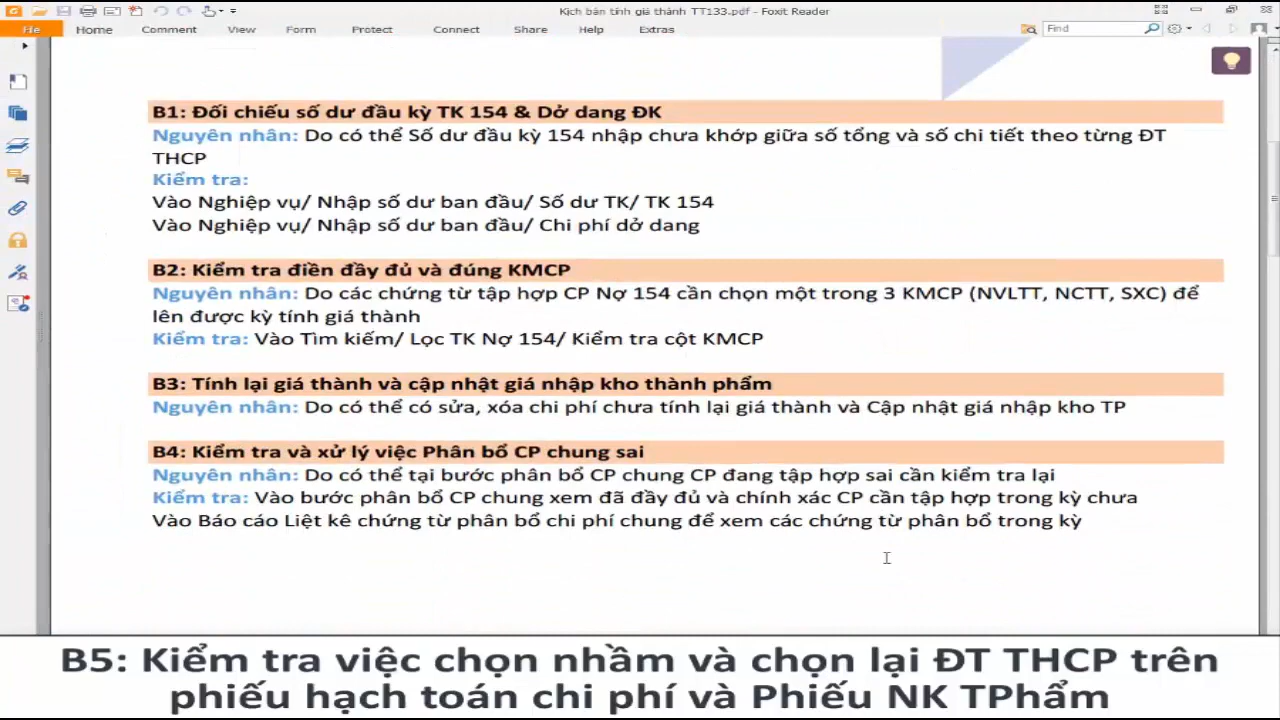 Kịch bản tính giá thành TT133.pdf - Foxit Reader
File Home Comment View Form Protect Connect Share Help Extras Find
B1: Đối chiếu số dư đầu kỳ TK 154 & Dở dang ĐK
Nguyên nhân: Do có thể Số dư đầu kỳ 154 nhập chưa khớp giữa số tổng và số chi tiết theo từng ĐT
THCP
Kiểm tra:
Vào Nghiệp vụ/ Nhập số dư ban đầu/ Số dư TK/ TK 154
Vào Nghiệp vụ/ Nhập số dư ban đầu/ Chi phí dở dang
B2: Kiểm tra điền đầy đủ và đúng KMCP
Nguyên nhân: Do các chứng từ tập hợp CP Nợ 154 cần chọn một trong 3 KMCP (NVLTT, NCTT, SXC) để
lên được kỳ tính giá thành
Kiểm tra: Vào Tìm kiếm/ Lọc TK Nợ 154/ Kiểm tra cột KMCP
B3: Tính lại giá thành và cập nhật giá nhập kho thành phẩm
Nguyên nhân: Do có thể có sửa, xóa chi phí chưa tính lại giá thành và Cập nhật giá nhập kho TP
B4: Kiểm tra và xử lý việc Phân bổ CP chung sai
Nguyên nhân: Do có thể tại bước phân bổ CP chung CP đang tập hợp sai cần kiểm tra lại
Kiểm tra: Vào bước phân bổ CP chung xem đã đầy đủ và chính xác CP cần tập hợp trong kỳ chưa
Vào Báo cáo Liệt kê chứng từ phân bổ chi phí chung để xem các chứng từ phân bổ trong kỳ
B5: Kiểm tra việc chọn nhầm và chọn lại ĐT THCP trên
phiếu hạch toán chi phí và Phiếu NK TPhẩm